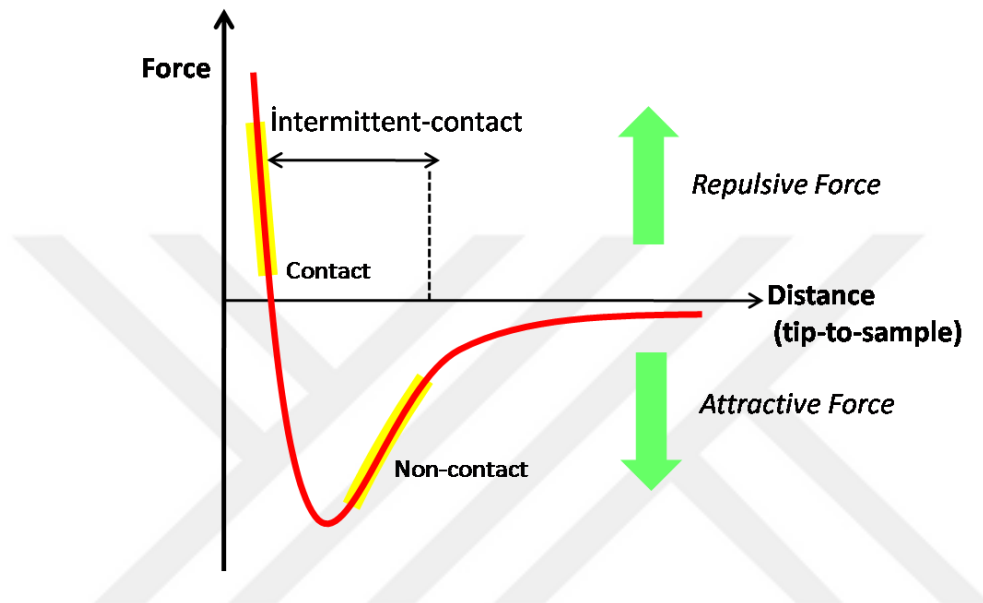 Force
İntermittent-contact
Repulsive Force
Contact
Distance
(tip-to-sample)
Attractive Force
Non-contact